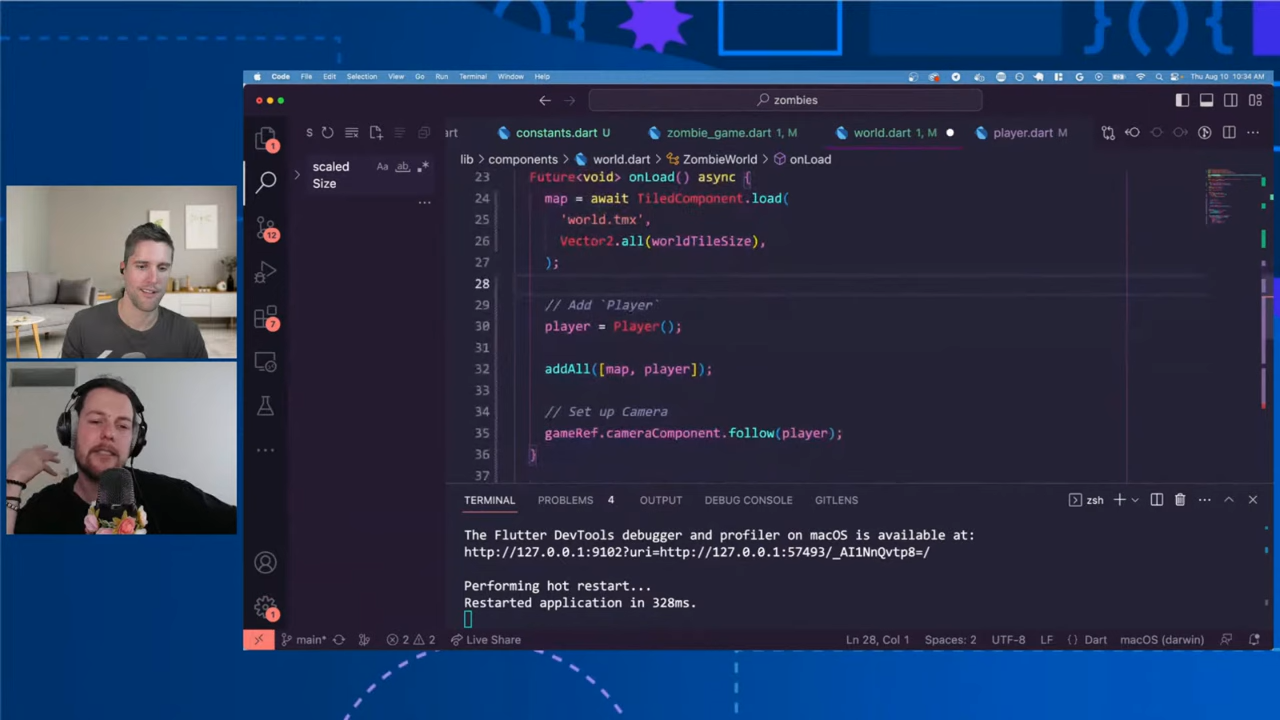 Code File Edit Selection View Go Run Terminal Window Help Thu Aug 10 10:34 AM
zombies
S art constants.dart U zombie_game.dart 1, M world.dart 1, M player.dart M
scaled
Size
Aa ab
lib > components > world.dart > ZombieWorld > onLoad
23 Future<void> onLoad() async {
24 map = await TiledComponent.load(
25 'world.tmx',
26 Vector2.all(worldTileSize),
27 );
28
29 // Add `Player`
30 player = Player();
31
32 addAll([map, player]);
33
34 // Set up Camera
35 gameRef.cameraComponent.follow(player);
36 }
37
1
12
7
1
TERMINAL PROBLEMS 4 OUTPUT DEBUG CONSOLE GITLENS zsh
The Flutter DevTools debugger and profiler on macOS is available at:
http://127.0.0.1:9102?uri=http://127.0.0.1:57493/_AI1NnQvtp8=/
Performing hot restart...
Restarted application in 328ms.
main* 2 2 Live Share Ln 28, Col 1 Spaces: 2 UTF-8 LF { } Dart macOS (darwin)